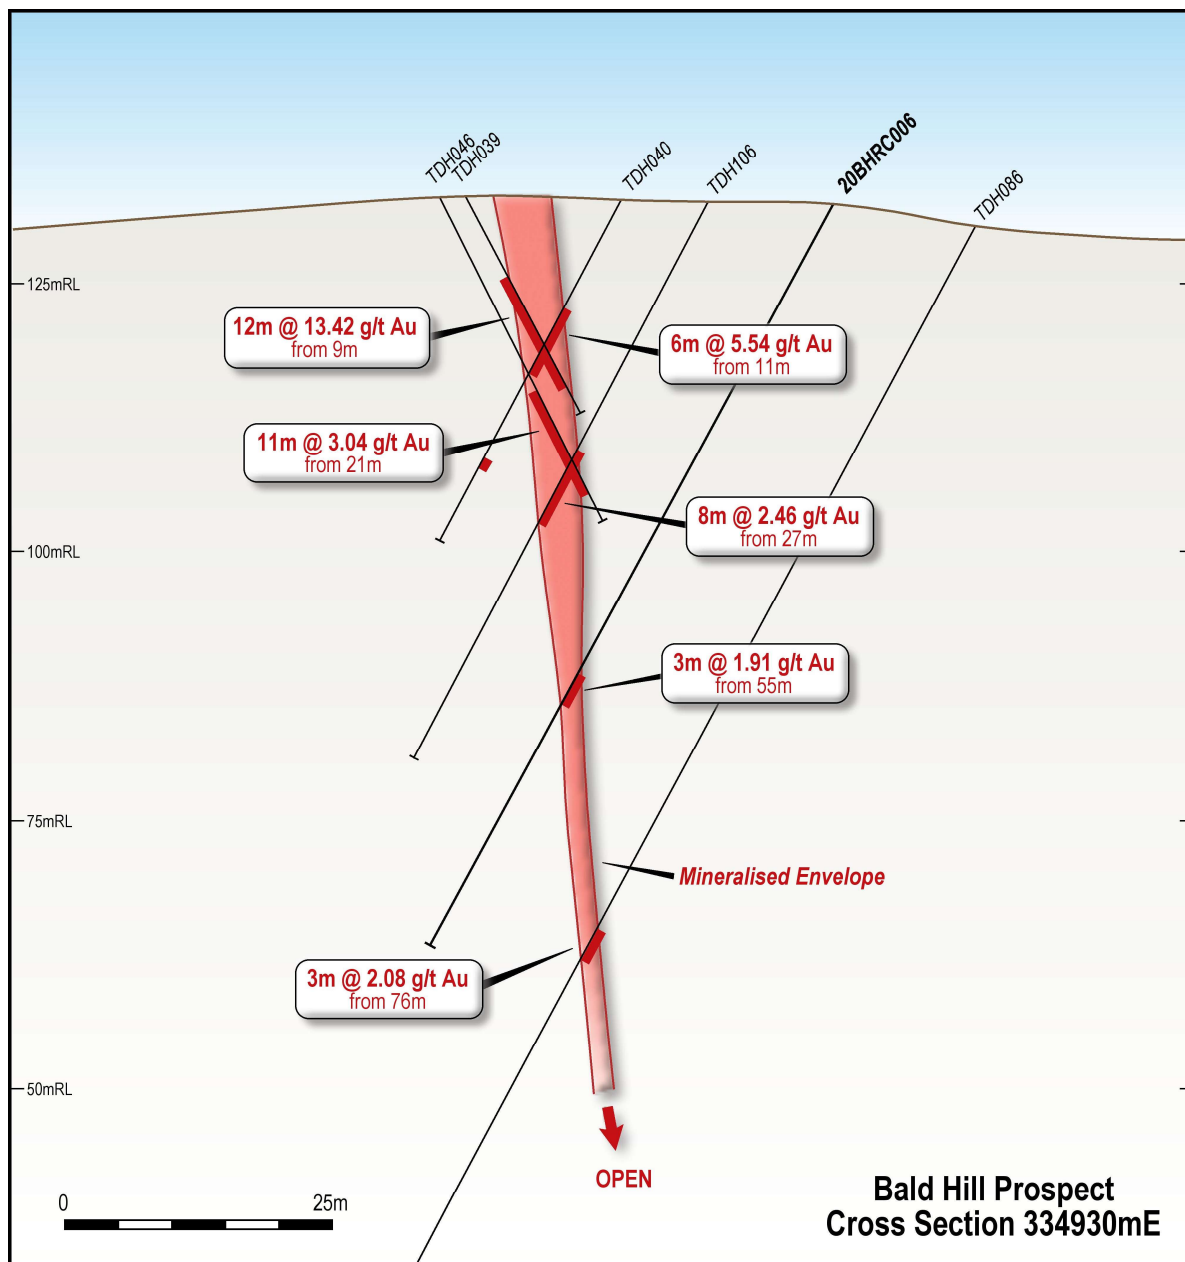 TDH046
TDH039
TDH040
TDH106
20BHRC006
TDH086
125mRL
12m @ 13.42 g/t Au
from 9m
6m @ 5.54 g/t Au
from 11m
11m @ 3.04 g/t Au
from 21m
8m @ 2.46 g/t Au
from 27m
100mRL
3m @ 1.91 g/t Au
from 55m
75mRL
Mineralised Envelope
3m @ 2.08 g/t Au
from 76m
50mRL
OPEN
0 25m
Bald Hill Prospect
Cross Section 334930mE